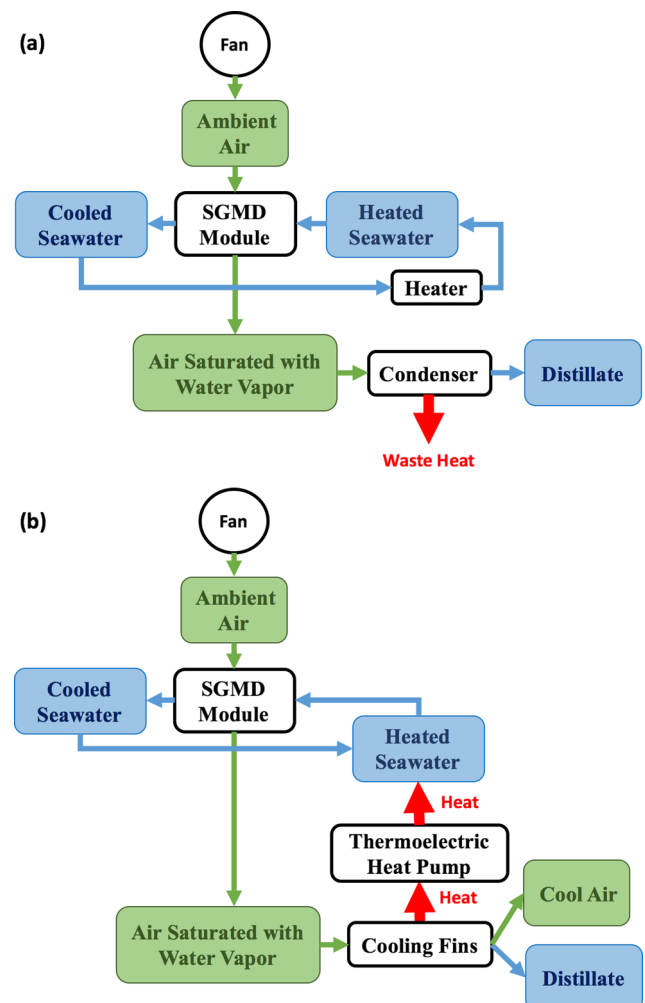 (a)
Fan
Ambient
Air
Cooled
Seawater
SGMD
Module
Heated
Seawater
Heater
Air Saturated with
Water Vapor
Condenser
Distillate
Waste Heat
(b)
Fan
Ambient
Air
Cooled
Seawater
SGMD
Module
Heated
Seawater
Heat
Thermoelectric
Heat Pump
Heat
Cool Air
Air Saturated with
Water Vapor
Cooling Fins
Distillate